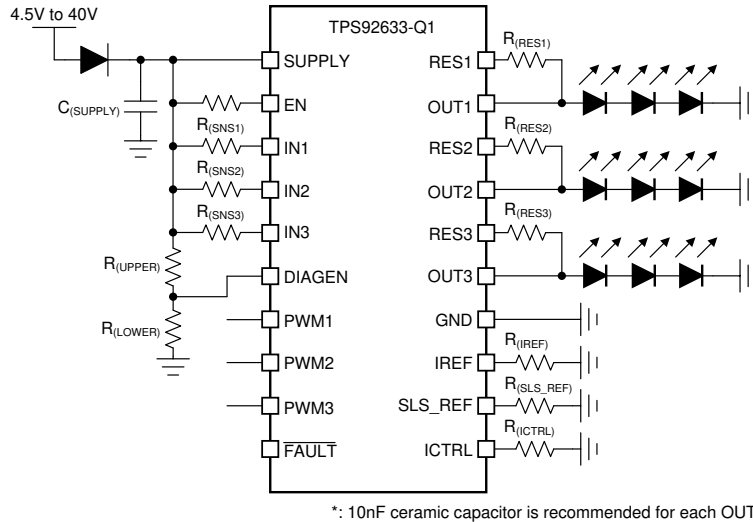 4.5V to 40V
TPS92633-Q1
SUPPLY
EN
IN1
IN2
IN3
DIAGEN
PWM1
PWM2
PWM3
FAULT
C(SUPPLY)
R(SNS1)
R(SNS2)
R(SNS3)
R(UPPER)
R(LOWER)
RES1
OUT1
RES2
OUT2
RES3
OUT3
GND
IREF
SLS_REF
ICTRL
R(RES1)
R(RES2)
R(RES3)
R(IREF)
R(SLS_REF)
R(ICTRL)
*: 10nF ceramic capacitor is recommended for each OUT